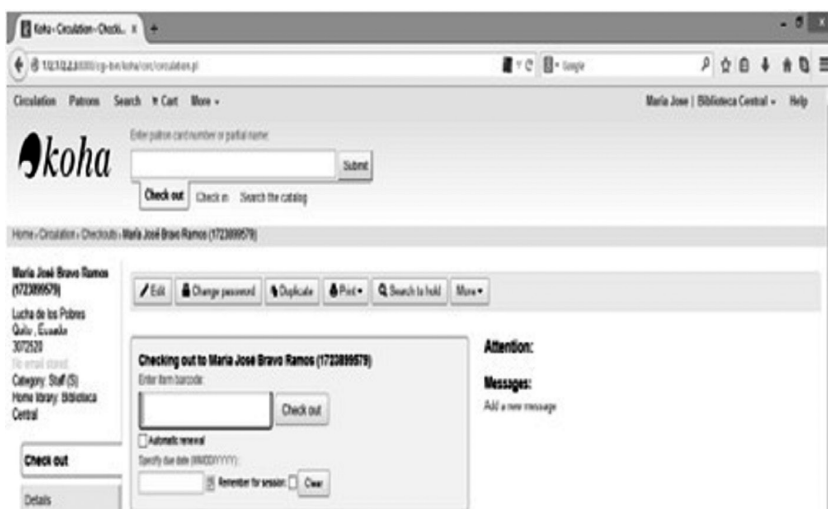 Koha › Circulation › Checki... x +
Google
Circulation Patrons Search Cart More
Maria Jose | Biblioteca Central Help
koha
Enter patron card number or partial name:
Submit
Check out Check in Search the catalog
Home › Circulation › Checkouts › María José Bravo Ramos (1723899579)
María José Bravo Ramos
(1723899579)
Lucha de los Pobres
Quito, Ecuador
3072520
No email stored
Category: Staff (S)
Home library: Biblioteca
Central
Check out
Details
Edit Change password Duplicate Print Search to hold More
Checking out to María José Bravo Ramos (1723899579)
Enter item barcode:
Check out
Automatic renewal
Specify due date (MM/DD/YYYY):
Remember for session: Clear
Attention:
Messages:
Add a new message